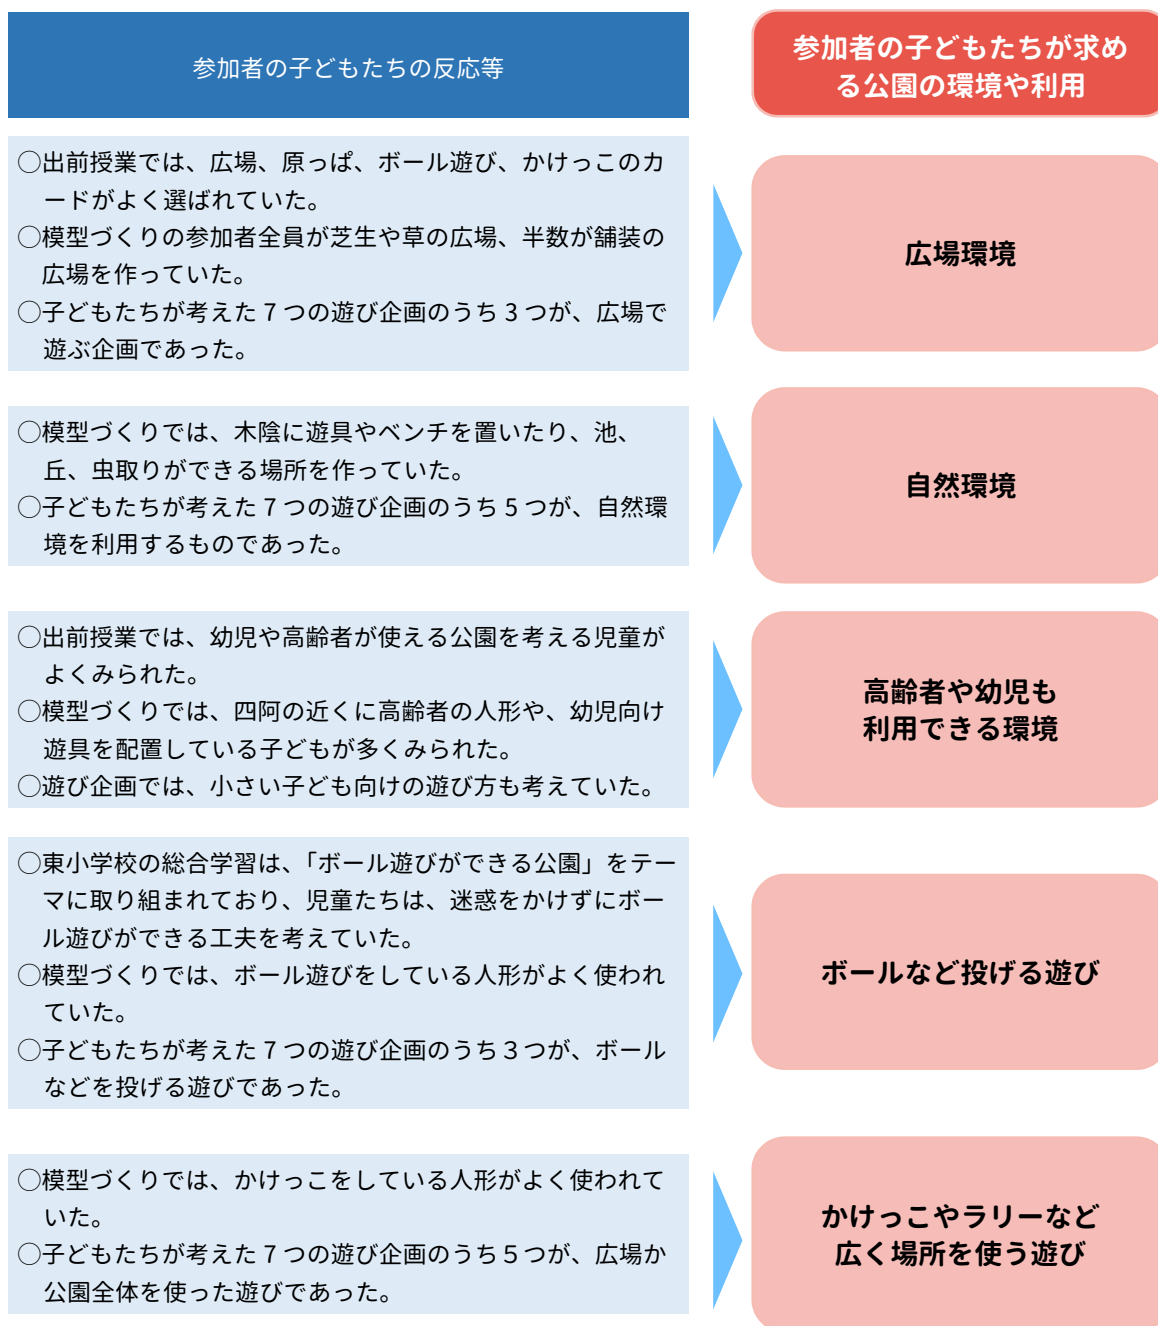 参加者の子どもたちの反応等
参加者の子どもたちが求め
る公園の環境や利用
○出前授業では、広場、原っぱ、ボール遊び、かけっこのカ
ードがよく選ばれていた。
○模型づくりの参加者全員が芝生や草の広場、半数が舗装の
広場を作っていた。
○子どもたちが考えた７つの遊び企画のうち３つが、広場で
遊ぶ企画であった。
広場環境
○模型づくりでは、木陰に遊具やベンチを置いたり、池、
丘、虫取りができる場所を作っていた。
○子どもたちが考えた７つの遊び企画のうち５つが、自然環
境を利用するものであった。
自然環境
○出前授業では、幼児や高齢者が使える公園を考える児童が
よくみられた。
○模型づくりでは、四阿の近くに高齢者の人形や、幼児向け
遊具を配置している子どもが多くみられた。
○遊び企画では、小さい子ども向けの遊び方も考えていた。
高齢者や幼児も
利用できる環境
○東小学校の総合学習は、「ボール遊びができる公園」をテー
マに取り組まれており、児童たちは、迷惑をかけずにボー
ル遊びができる工夫を考えていた。
○模型づくりでは、ボール遊びをしている人形がよく使われ
ていた。
○子どもたちが考えた７つの遊び企画のうち３つが、ボール
などを投げる遊びであった。
ボールなど投げる遊び
○模型づくりでは、かけっこをしている人形がよく使われて
いた。
○子どもたちが考えた７つの遊び企画のうち５つが、広場か
公園全体を使った遊びであった。
かけっこやラリーなど
広く場所を使う遊び